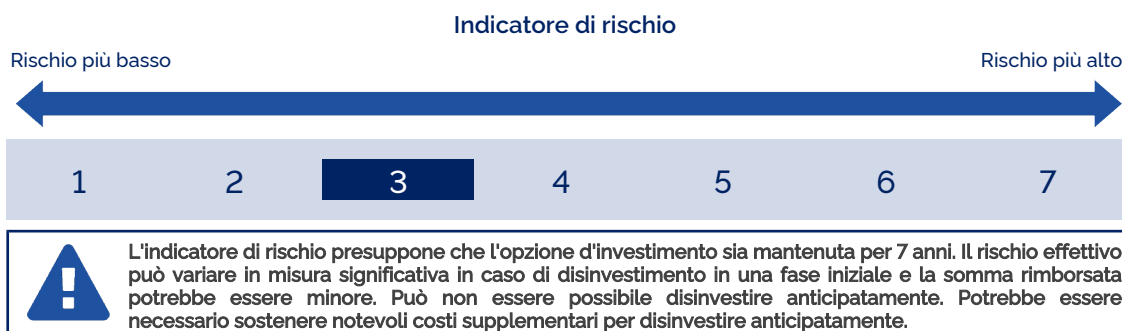 Indicatore di rischio
Rischio più basso
Rischio più alto
1 2 3 4 5 6 7
L'indicatore di rischio presuppone che l'opzione d'investimento sia mantenuta per 7 anni. Il rischio effettivo
può variare in misura significativa in caso di disinvestimento in una fase iniziale e la somma rimborsata
potrebbe essere minore. Può non essere possibile disinvestire anticipatamente. Potrebbe essere
necessario sostenere notevoli costi supplementari per disinvestire anticipatamente.